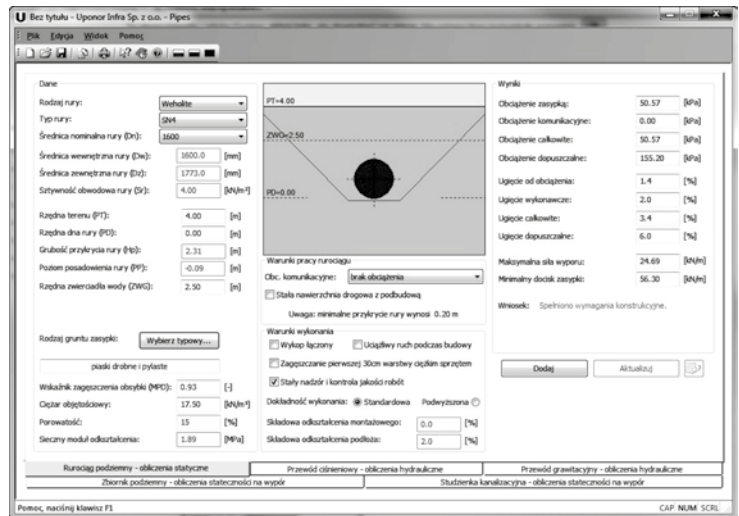 Bez tytułu - Uponor Infra Sp. z o.o. - Pipes
Plik Edycja Widok Pomoc
Dane
Rodzaj rury: Weholite
Typ rury: SN4
Średnica nominalna rury (Dn): 1600
Średnica wewnętrzna rury (Dw): 1600.0 [mm]
Średnica zewnętrzna rury (Dz): 1773.0 [mm]
Sztywność obwodowa rury (Sr): 4.00 [kN/m²]
Rzędna terenu (PT): 4.00 [m]
Rzędna dna rury (PD): 0.00 [m]
Grubość przykrycia rury (Hp): 2.31 [m]
Poziom posadowienia rury (PP): -0.09 [m]
Rzędna zwierciadła wody (ZWG): 2.50 [m]
Rodzaj gruntu zasypki: Wybierz typowy...
piaski drobne i pylaste
Wskaźnik zagęszczenia obsybki (MPD): 0.93 [-]
Ciężar objętościowy: 17.50 [kN/m³]
Porowatość: 15 [%]
Sieczny moduł odkształcenia: 1.89 [MPa]
PT=4.00
ZWG=2.50
PD=0.00
Warunki pracy rurociągu
Obc. komunikacyjne: brak obciążenia
Stała nawierzchnia drogowa z podbudową
Uwaga: minimalne przykrycie rury wynosi 0.20 m
Warunki wykonania
Wykop łączony Uciążliwy ruch podczas budowy
Zagęszczanie pierwszej 30cm warstwy ciężkim sprzętem
Stały nadzór i kontrola jakości robót
Dokładność wykonania: Standardowa Podwyższona
Składowa odkształcenia montażowego: 0.0 [%]
Składowa odkształcenia podłoża: 2.0 [%]
Wyniki
Obciążenie zasypką: 50.57 [kPa]
Obciążenie komunikacyjne: 0.00 [kPa]
Obciążenie całkowite: 50.57 [kPa]
Obciążenie dopuszczalne: 155.20 [kPa]
Ugięcie od obciążenia: 1.4 [%]
Ugięcie wykonawcze: 2.0 [%]
Ugięcie całkowite: 3.4 [%]
Ugięcie dopuszczalne: 6.0 [%]
Maksymalna siła wyporu: 24.69 [kN/m]
Minimalny docisk zasypki: 56.30 [kN/m]
Wniosek: Spełniono wymagania konstrukcyjne.
Dodaj Aktualizuj
Rurociąg podziemny - obliczenia statyczne Przewód ciśnieniowy - obliczenia hydrauliczne Przewód grawitacyjny - obliczenia hydrauliczne
Zbiornik podziemny - obliczenia stateczności na wypór Studzienka kanalizacyjna - obliczenia stateczności na wypór
Pomoc, naciśnij klawisz F1 CAP NUM SCRL